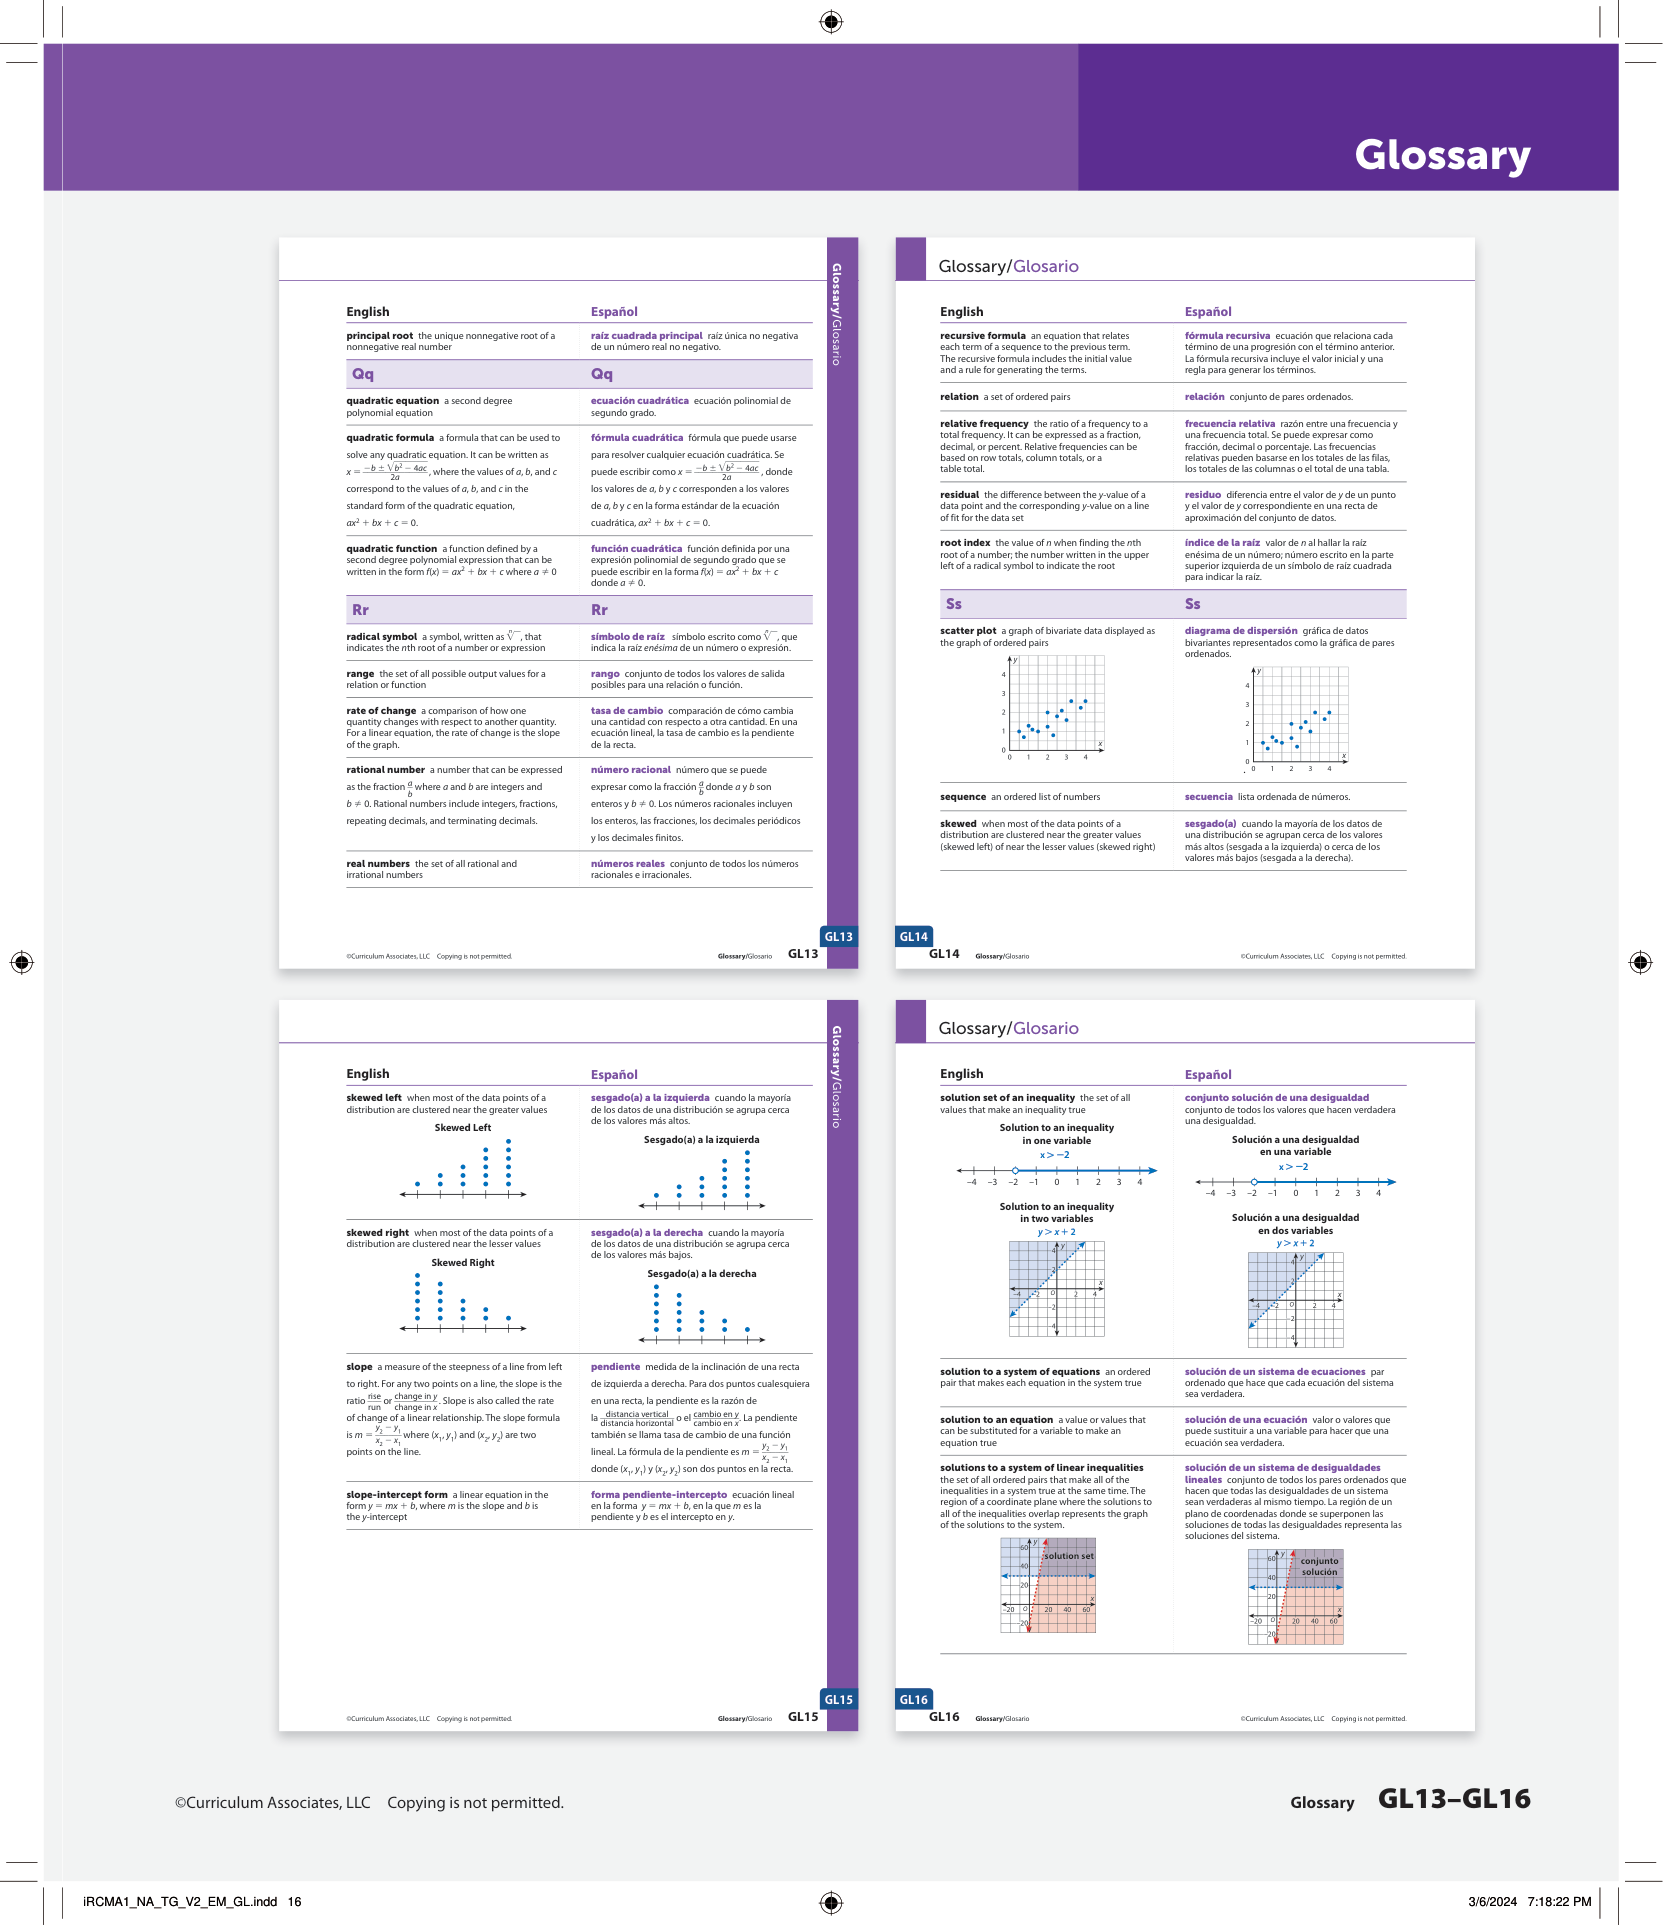 Glossary
Glossary/Glosario
English
Español
principal root the unique nonnegative root of a
nonnegative real number
raíz cuadrada principal raíz única no negativa
de un número real no negativo.
Qq
Qq
quadratic equation a second degree
polynomial equation
ecuación cuadrática ecuación polinomial de
segundo grado.
quadratic formula a formula that can be used to
solve any quadratic equation. It can be written as
x = −b ± √b² − 4ac / 2a, where the values of a, b, and c
correspond to the values of a, b, and c in the
standard form of the quadratic equation,
ax² + bx + c = 0.
fórmula cuadrática fórmula que puede usarse
para resolver cualquier ecuación cuadrática. Se
puede escribir como x = −b ± √b² − 4ac / 2a, donde
los valores de a, b y c corresponden a los valores
de a, b y c en la forma estándar de la ecuación
cuadrática, ax² + bx + c = 0.
quadratic function a function defined by a
second degree polynomial expression that can be
written in the form f(x) = ax² + bx + c where a ≠ 0
función cuadrática función definida por una
expresión polinomial de segundo grado que se
puede escribir en la forma f(x) = ax² + bx + c
donde a ≠ 0.
Rr
Rr
radical symbol a symbol, written as ⁿ√, that
indicates the nth root of a number or expression
símbolo de raíz símbolo escrito como ⁿ√, que
indica la raíz enésima de un número o expresión.
range the set of all possible output values for a
relation or function
rango conjunto de todos los valores de salida
posibles para una relación o función.
rate of change a comparison of how one
quantity changes with respect to another quantity.
For a linear equation, the rate of change is the slope
of the graph.
tasa de cambio comparación de cómo cambia
una cantidad con respecto a otra cantidad. En una
ecuación lineal, la tasa de cambio es la pendiente
de la recta.
rational number a number that can be expressed
as the fraction a/b where a and b are integers and
b ≠ 0. Rational numbers include integers, fractions,
repeating decimals, and terminating decimals.
número racional número que se puede
expresar como la fracción a/b donde a y b son
enteros y b ≠ 0. Los números racionales incluyen
los enteros, las fracciones, los decimales periódicos
y los decimales finitos.
real numbers the set of all rational and
irrational numbers
números reales conjunto de todos los números
racionales e irracionales.
GL13
©Curriculum Associates, LLC Copying is not permitted.
Glossary/Glosario GL13
Glossary/Glosario
English
Español
recursive formula an equation that relates
each term of a sequence to the previous term.
The recursive formula includes the initial value
and a rule for generating the terms.
fórmula recursiva ecuación que relaciona cada
término de una progresión con el término anterior.
La fórmula recursiva incluye el valor inicial y una
regla para generar los términos.
relation a set of ordered pairs
relación conjunto de pares ordenados.
relative frequency the ratio of a frequency to a
total frequency. It can be expressed as a fraction,
decimal, or percent. Relative frequencies can be
based on row totals, column totals, or a
table total.
frecuencia relativa razón entre una frecuencia y
una frecuencia total. Se puede expresar como
fracción, decimal o porcentaje. Las frecuencias
relativas pueden basarse en los totales de las filas,
los totales de las columnas o el total de una tabla.
residual the difference between the y-value of a
data point and the corresponding y-value on a line
of fit for the data set
residuo diferencia entre el valor de y de un punto
y el valor de y correspondiente en una recta de
aproximación del conjunto de datos.
root index the value of n when finding the nth
root of a number; the number written in the upper
left of a radical symbol to indicate the root
índice de la raíz valor de n al hallar la raíz
enésima de un número; número escrito en la parte
superior izquierda de un símbolo de raíz cuadrada
para indicar la raíz.
Ss
Ss
scatter plot a graph of bivariate data displayed as
the graph of ordered pairs
y
4
3
2
1
0
x
0 1 2 3 4
diagrama de dispersión gráfica de datos
bivariantes representados como la gráfica de pares
ordenados.
y
4
3
2
1
0
x
0 1 2 3 4
sequence an ordered list of numbers
secuencia lista ordenada de números.
skewed when most of the data points of a
distribution are clustered near the greater values
(skewed left) of near the lesser values (skewed right)
sesgado(a) cuando la mayoría de los datos de
una distribución se agrupan cerca de los valores
más altos (sesgada a la izquierda) o cerca de los
valores más bajos (sesgada a la derecha).
GL14
GL14 Glossary/Glosario
©Curriculum Associates, LLC Copying is not permitted.
Glossary/Glosario
English
Español
skewed left when most of the data points of a
distribution are clustered near the greater values
Skewed Left
sesgado(a) a la izquierda cuando la mayoría
de los datos de una distribución se agrupa cerca
de los valores más altos.
Sesgado(a) a la izquierda
skewed right when most of the data points of a
distribution are clustered near the lesser values
Skewed Right
sesgado(a) a la derecha cuando la mayoría
de los datos de una distribución se agrupa cerca
de los valores más bajos.
Sesgado(a) a la derecha
slope a measure of the steepness of a line from left
to right. For any two points on a line, the slope is the
ratio rise/run or change in y/change in x. Slope is also called the rate
of change of a linear relationship. The slope formula
is m = y₂ − y₁ / x₂ − x₁ where (x₁, y₁) and (x₂, y₂) are two
points on the line.
pendiente medida de la inclinación de una recta
de izquierda a derecha. Para dos puntos cualesquiera
en una recta, la pendiente es la razón de
la distancia vertical/distancia horizontal o el cambio en y/cambio en x. La pendiente
también se llama tasa de cambio de una función
lineal. La fórmula de la pendiente es m = y₂ − y₁ / x₂ − x₁
donde (x₁, y₁) y (x₂, y₂) son dos puntos en la recta.
slope-intercept form a linear equation in the
form y = mx + b, where m is the slope and b is
the y-intercept
forma pendiente-intercepto ecuación lineal
en la forma y = mx + b, en la que m es la
pendiente y b es el intercepto en y.
GL15
©Curriculum Associates, LLC Copying is not permitted.
Glossary/Glosario GL15
Glossary/Glosario
English
Español
solution set of an inequality the set of all
values that make an inequality true
Solution to an inequality
in one variable
x > −2
−4 −3 −2 −1 0 1 2 3 4
Solution to an inequality
in two variables
y > x + 2
4 y
2
x
−4 −2 O 2 4
−2
4
conjunto solución de una desigualdad
conjunto de todos los valores que hacen verdadera
una desigualdad.
Solución a una desigualdad
en una variable
x > −2
−4 −3 −2 −1 0 1 2 3 4
Solución a una desigualdad
en dos variables
y > x + 2
4 y
2
x
−4 −2 O 2 4
−2
4
solution to a system of equations an ordered
pair that makes each equation in the system true
solución de un sistema de ecuaciones par
ordenado que hace que cada ecuación del sistema
sea verdadera.
solution to an equation a value or values that
can be substituted for a variable to make an
equation true
solución de una ecuación valor o valores que
puede sustituir a una variable para hacer que una
ecuación sea verdadera.
solutions to a system of linear inequalities
the set of all ordered pairs that make all of the
inequalities in a system true at the same time. The
region of a coordinate plane where the solutions to
all of the inequalities overlap represents the graph
of the solutions to the system.
60 y
solution set
40
20
x
−20 O 20 40 60
−20
solución de un sistema de desigualdades
lineales conjunto de todos los pares ordenados que
hacen que todas las desigualdades de un sistema
sean verdaderas al mismo tiempo. La región de un
plano de coordenadas donde se superponen las
soluciones de todas las desigualdades representa las
soluciones del sistema.
60 y
conjunto
solución
40
20
x
−20 O 20 40 60
−20
GL16
GL16 Glossary/Glosario
©Curriculum Associates, LLC Copying is not permitted.
©Curriculum Associates, LLC Copying is not permitted.
Glossary GL13–GL16
iRCMA1_NA_TG_V2_EM_GL.indd 16
3/6/2024 7:18:22 PM